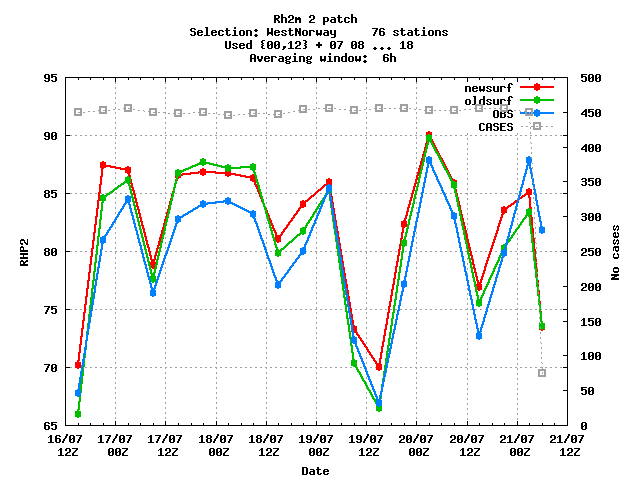 Rh2m 2 patch
Selection: WestNorway 76 stations
Used {00,12} + 07 08 ... 18
Averaging window: 6h
newsurf
oldsurf
OBS
CASES
95
90
85
80
75
70
65
RHP2
500
450
400
350
300
250
200
150
100
50
0
No cases
16/07 17/07 17/07 18/07 18/07 19/07 19/07 20/07 20/07 21/07 21/07
12Z 00Z 12Z 00Z 12Z 00Z 12Z 00Z 12Z 00Z 12Z
Date